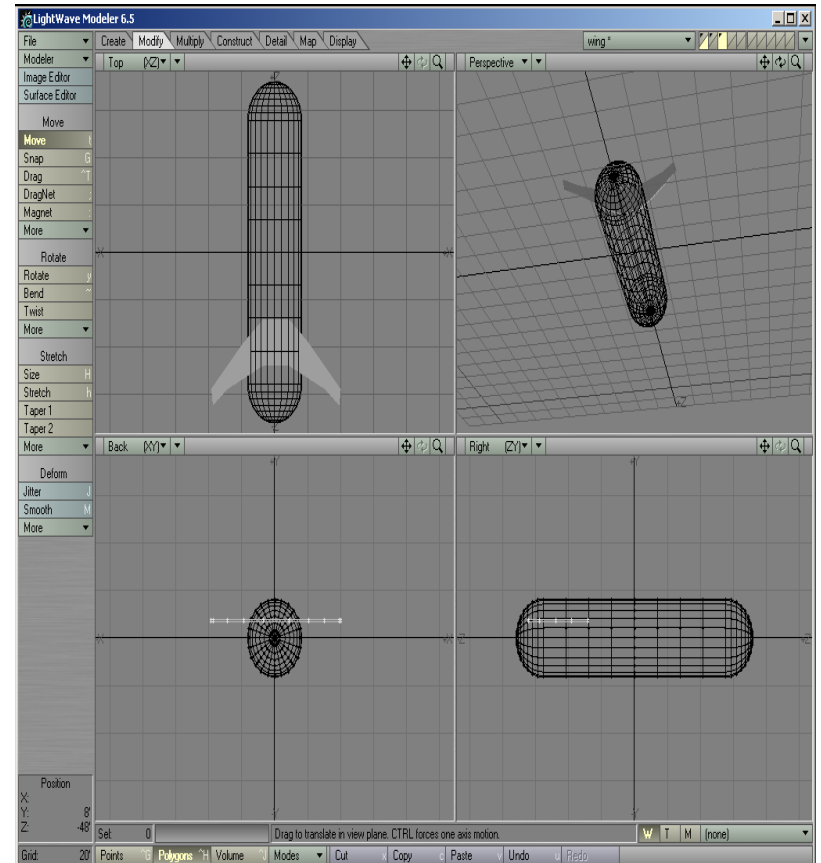 LightWave Modeler 6.5
File Create Modify Multiply Construct Detail Map Display wing *
Modeler Top (XZ) Perspective
Image Editor
Surface Editor
Move
Move t
Snap G
Drag ^T
DragNet ;
Magnet :
More
Rotate
Rotate y
Bend ~
Twist
More
Stretch
Size H
Stretch h
Taper 1
Taper 2
More Back (XY) Right (ZY)
Deform
Jitter J
Smooth M
More
Position
X:
Y: 8'
Z: -48'
Sel: 0 Drag to translate in view plane. CTRL forces one axis motion. W T M (none)
Grid: 20' Points ^G Polygons ^H Volume ^J Modes Cut x Copy c Paste v Undo u Redo